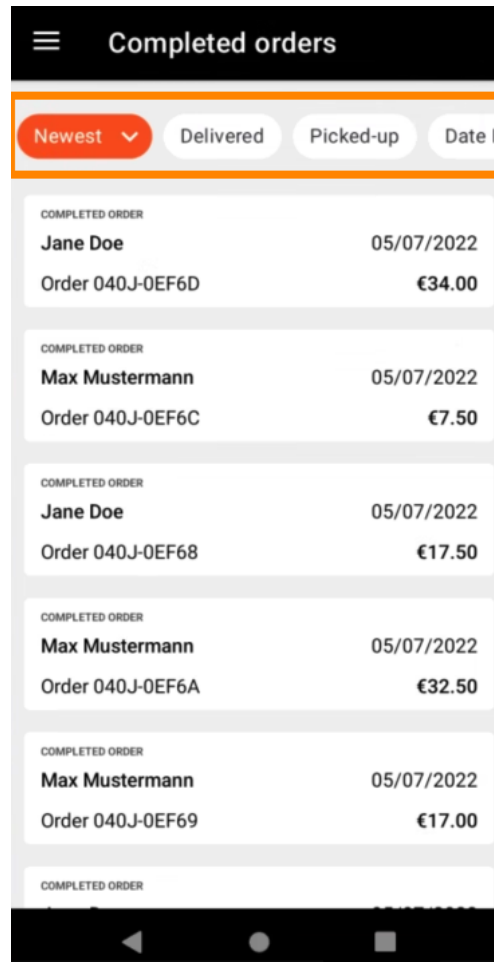 Completed orders
Newest Delivered Picked-up Date
COMPLETED ORDER
Jane Doe 05/07/2022
Order 040J-0EF6D €34.00
COMPLETED ORDER
Max Mustermann 05/07/2022
Order 040J-0EF6C €7.50
COMPLETED ORDER
Jane Doe 05/07/2022
Order 040J-0EF68 €17.50
COMPLETED ORDER
Max Mustermann 05/07/2022
Order 040J-0EF6A €32.50
COMPLETED ORDER
Max Mustermann 05/07/2022
Order 040J-0EF69 €17.00
COMPLETED ORDER